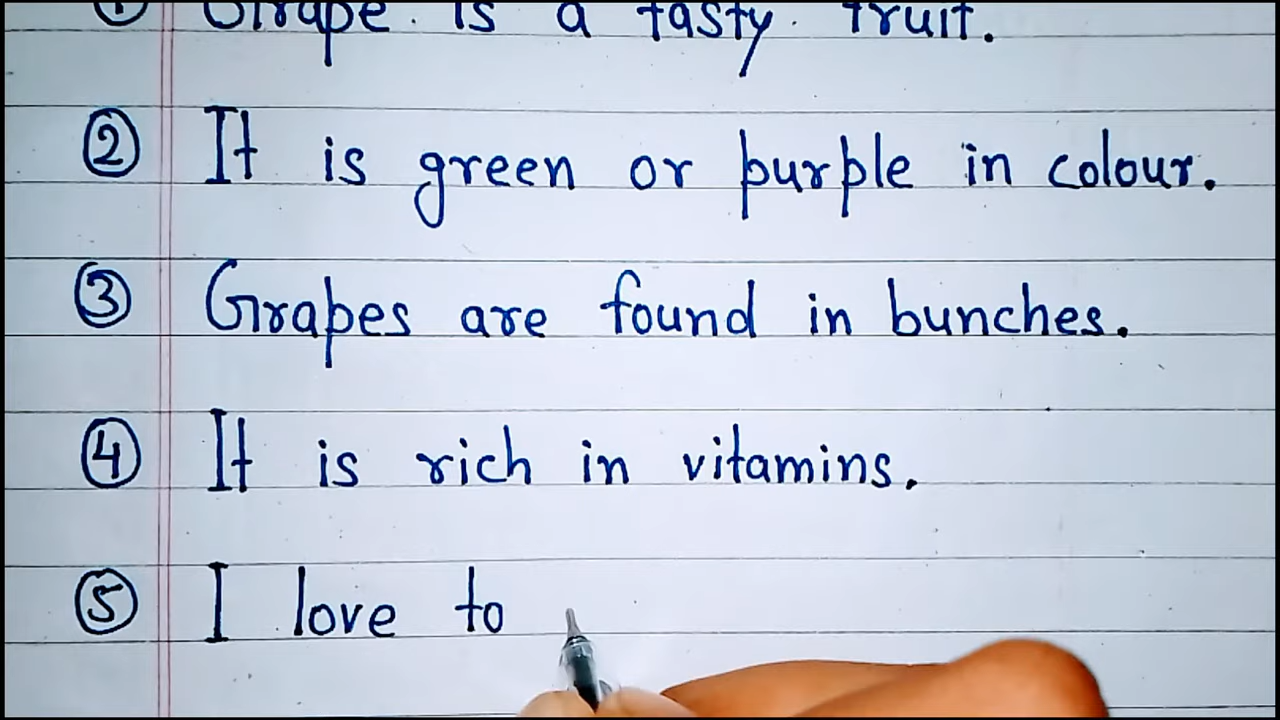 ① Grape is a tasty fruit.
② It is green or purple in colour.
③ Grapes are found in bunches.
④ It is rich in vitamins.
⑤ I love to